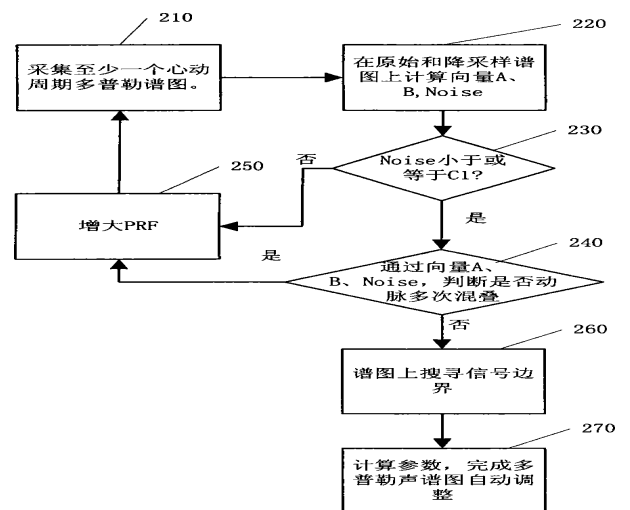 210
采集至少一个心动
周期多普勒谱图。
220
在原始和降采样谱
图上计算向量A、
B,Noise
230
Noise小于或
等于C1?
否
是
250
增大PRF
240
通过向量A、
B、Noise,判断是否动
脉多次混叠
是
否
260
谱图上搜寻信号边
界
270
计算参数,完成多
普勒声谱图自动调
整